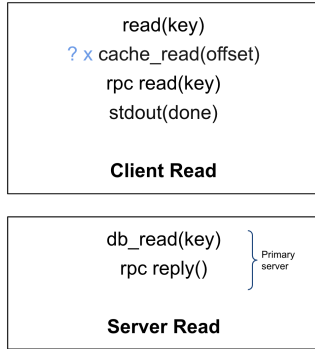 read(key)
? x cache_read(offset)
rpc read(key)
stdout(done)
Client Read
db_read(key)
rpc reply()
Primary
server
Server Read